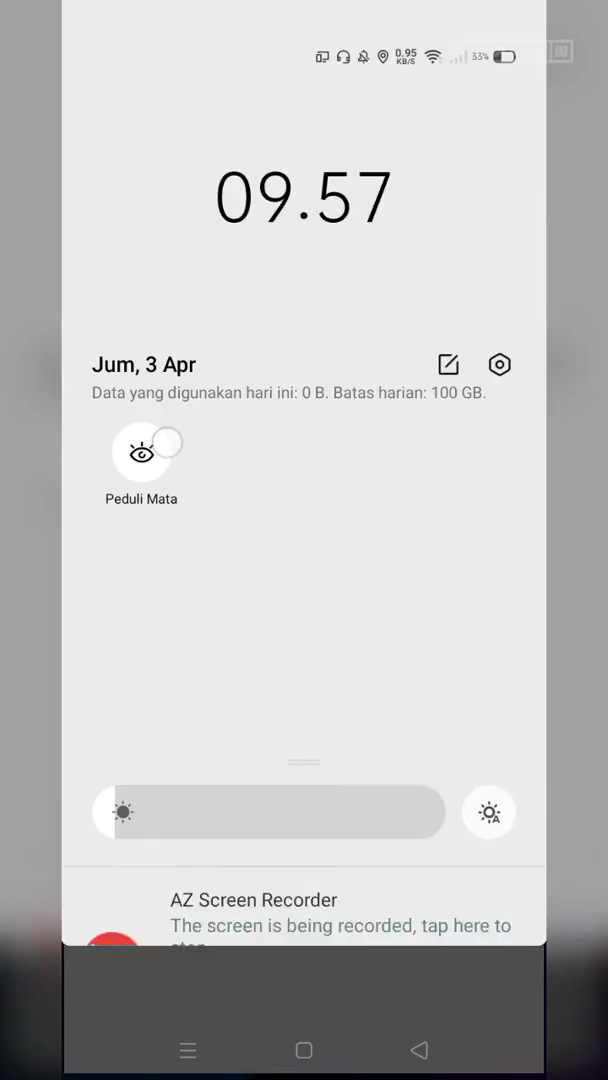 0.95
KB/S
33%
09.57
Jum, 3 Apr
Data yang digunakan hari ini: 0 B. Batas harian: 100 GB.
Peduli Mata
AZ Screen Recorder
The screen is being recorded, tap here to